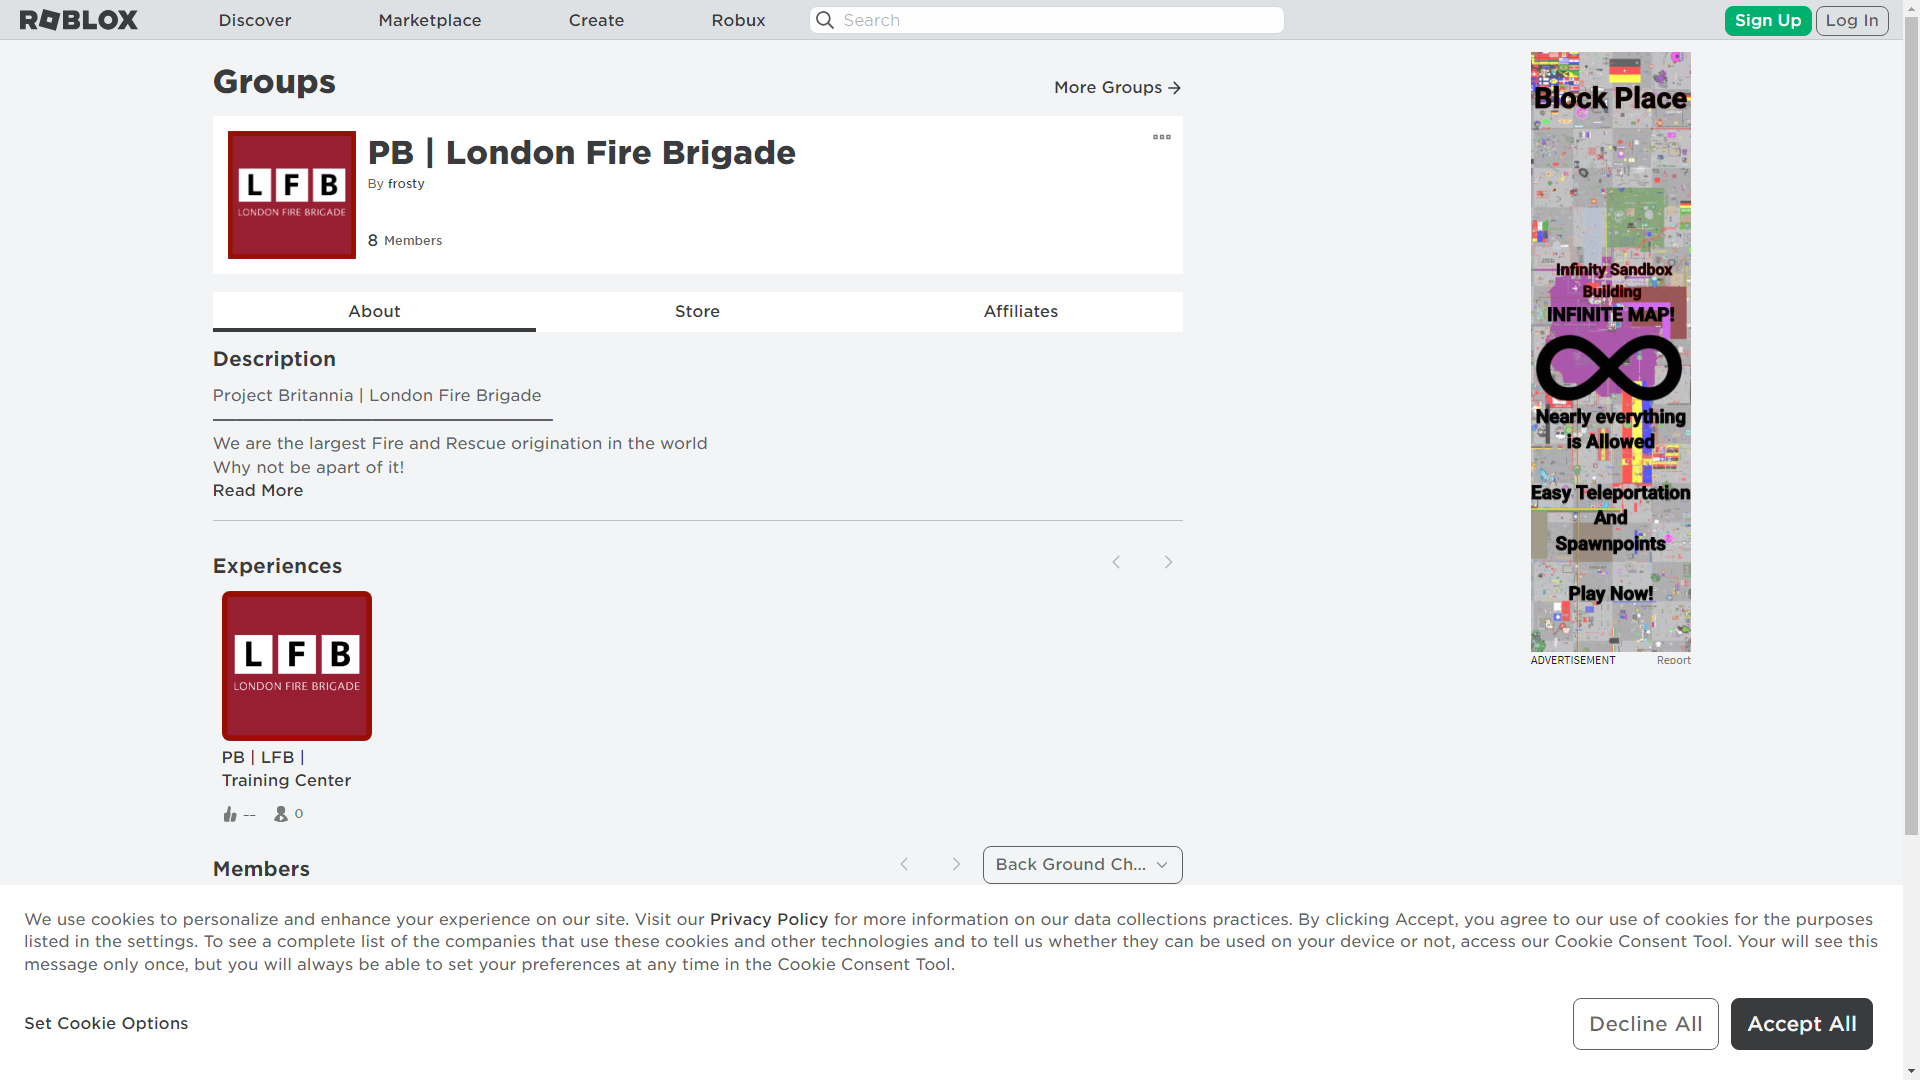 ROBLOX
Discover
Marketplace
Create
Robux
Search
Sign Up
Log In
Groups
More Groups
L F B
LONDON FIRE BRIGADE
PB | London Fire Brigade
By frosty
8 Members
About
Store
Affiliates
Description
Project Britannia | London Fire Brigade
We are the largest Fire and Rescue origination in the world
Why not be apart of it!
Read More
Experiences
L F B
LONDON FIRE BRIGADE
PB | LFB |
Training Center
--
0
Members
Back Ground Ch...
Block Place
Infinity Sandbox
Building
INFINITE MAP!
Nearly everything
is Allowed
Easy Teleportation
And
Spawnpoints
Play Now!
ADVERTISEMENT
Report
We use cookies to personalize and enhance your experience on our site. Visit our Privacy Policy for more information on our data collections practices. By clicking Accept, you agree to our use of cookies for the purposes
listed in the settings. To see a complete list of the companies that use these cookies and other technologies and to tell us whether they can be used on your device or not, access our Cookie Consent Tool. Your will see this
message only once, but you will always be able to set your preferences at any time in the Cookie Consent Tool.
Set Cookie Options
Decline All
Accept All